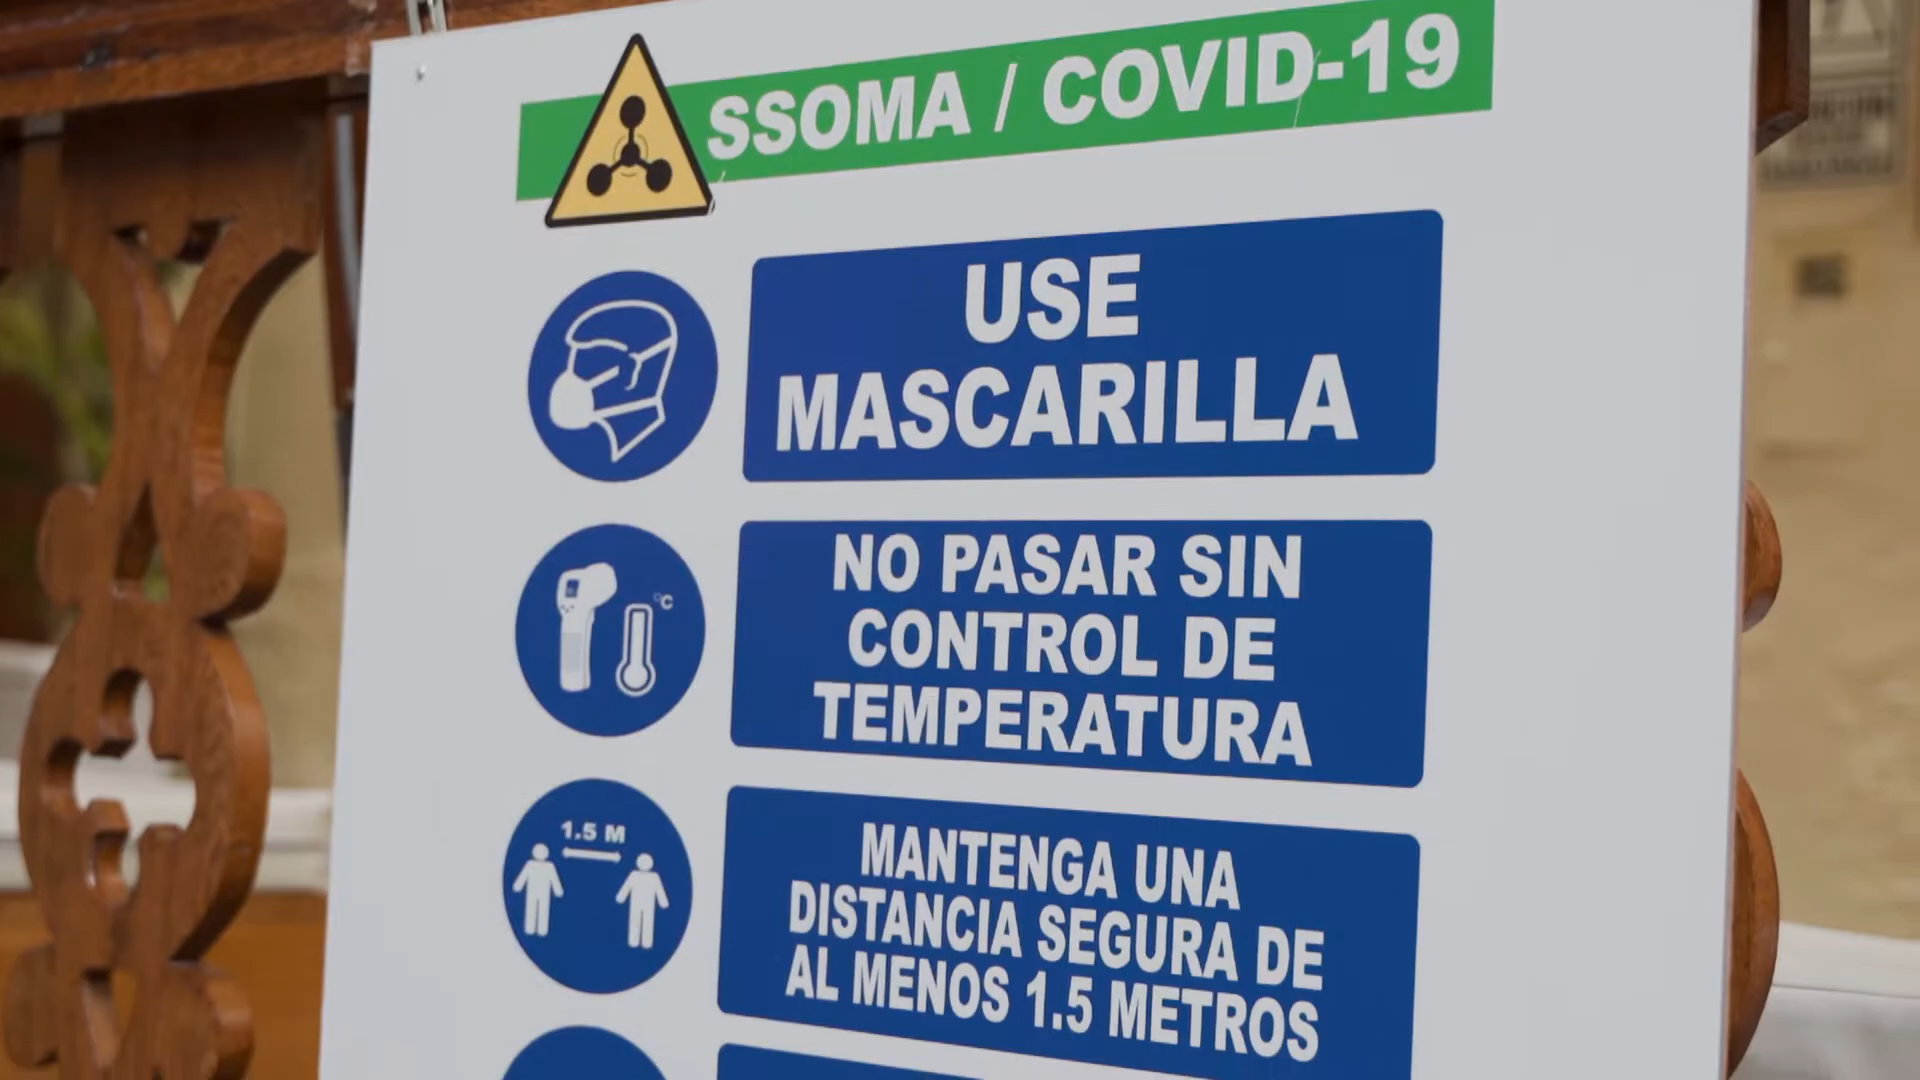 SSOMA / COVID-19
USE
MASCARILLA
°C
NO PASAR SIN
CONTROL DE
TEMPERATURA
1.5 M
MANTENGA UNA
DISTANCIA SEGURA DE
AL MENOS 1.5 METROS